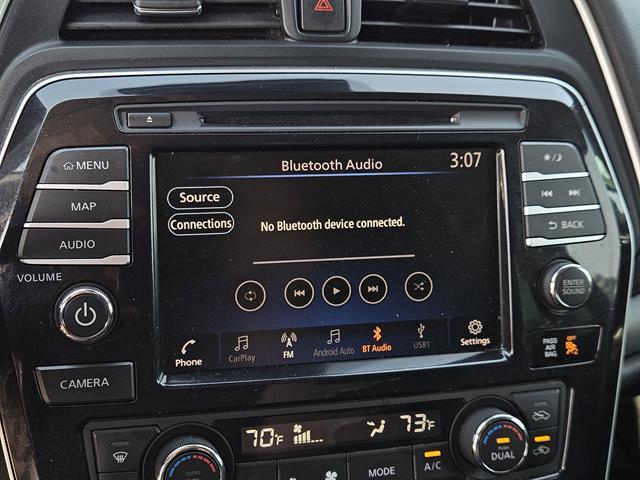 Bluetooth Audio
3:07
MENU
MAP
AUDIO
BACK
Source
Connections
No Bluetooth device connected.
VOLUME
ENTER
SOUND
Phone
CarPlay
FM
Android Auto
BT Audio
USB1
Settings
CAMERA
PASS
AIR
BAG
OFF
70°F
73°F
MODE
A/C
DUAL